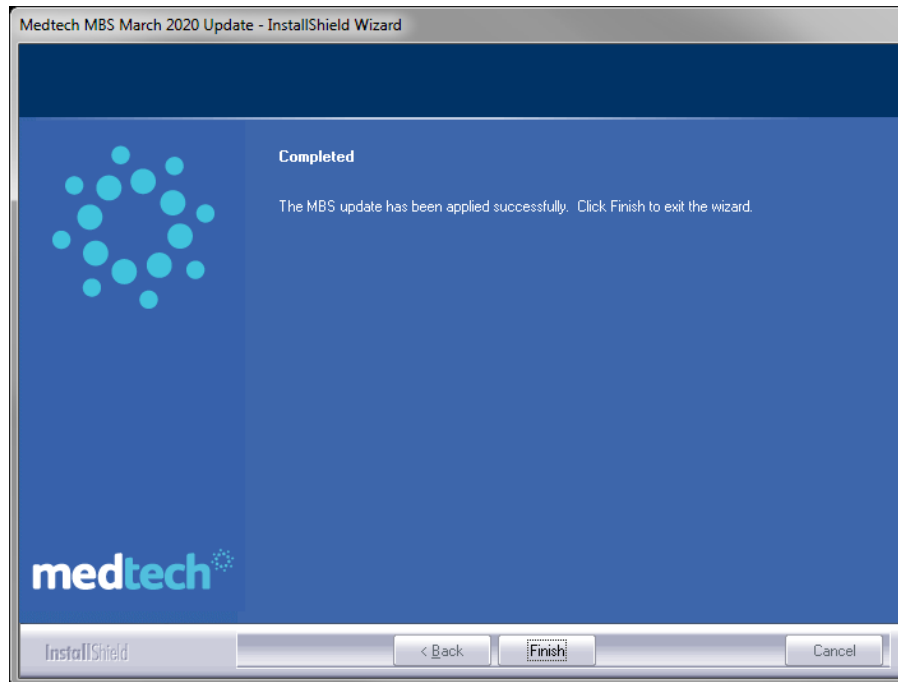 Medtech MBS March 2020 Update - InstallShield Wizard
Completed
The MBS update has been applied successfully. Click Finish to exit the wizard.
medtech
InstallShield
< Back
Finish
Cancel